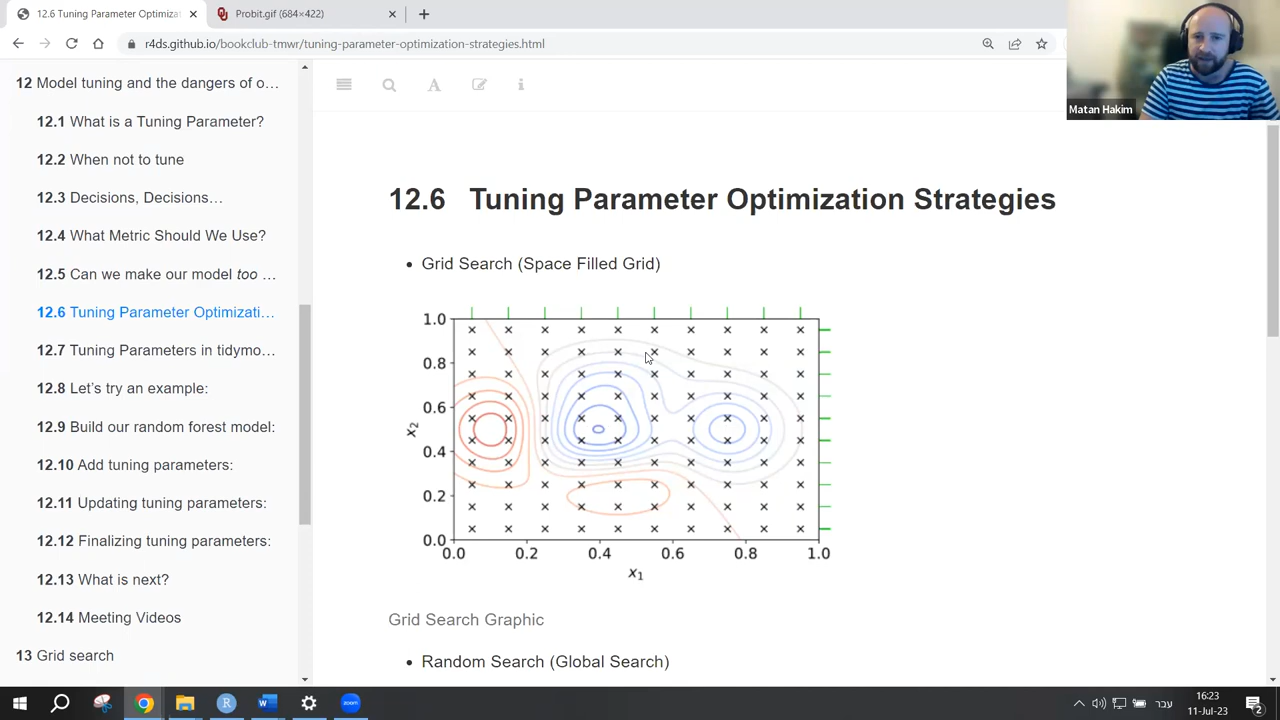 12.6 Tuning Parameter Optimiza
Probit.gif (684×422)
r4ds.github.io/bookclub-tmwr/tuning-parameter-optimization-strategies.html
Matan Hakim
12 Model tuning and the dangers of o…
12.1 What is a Tuning Parameter?
12.2 When not to tune
12.3 Decisions, Decisions…
12.4 What Metric Should We Use?
12.5 Can we make our model too …
12.6 Tuning Parameter Optimizati…
12.7 Tuning Parameters in tidymo…
12.8 Let's try an example:
12.9 Build our random forest model:
12.10 Add tuning parameters:
12.11 Updating tuning parameters:
12.12 Finalizing tuning parameters:
12.13 What is next?
12.14 Meeting Videos
13 Grid search
12.6 Tuning Parameter Optimization Strategies
• Grid Search (Space Filled Grid)
1.0
0.8
0.6
0.4
0.2
0.0
x₂
0.0 0.2 0.4 0.6 0.8 1.0
x₁
Grid Search Graphic
• Random Search (Global Search)
R
W
zoom
עבר
16:23
11-Jul-23
2